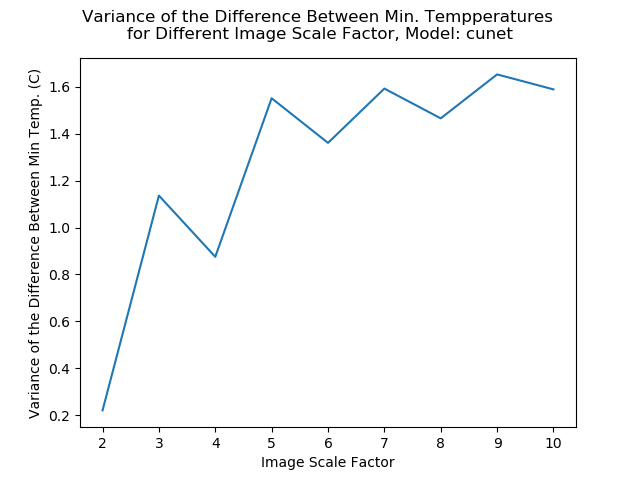 Variance of the Difference Between Min. Tempperatures
for Different Image Scale Factor, Model: cunet
Variance of the Difference Between Min Temp. (C)
1.6
1.4
1.2
1.0
0.8
0.6
0.4
0.2
2 3 4 5 6 7 8 9 10
Image Scale Factor